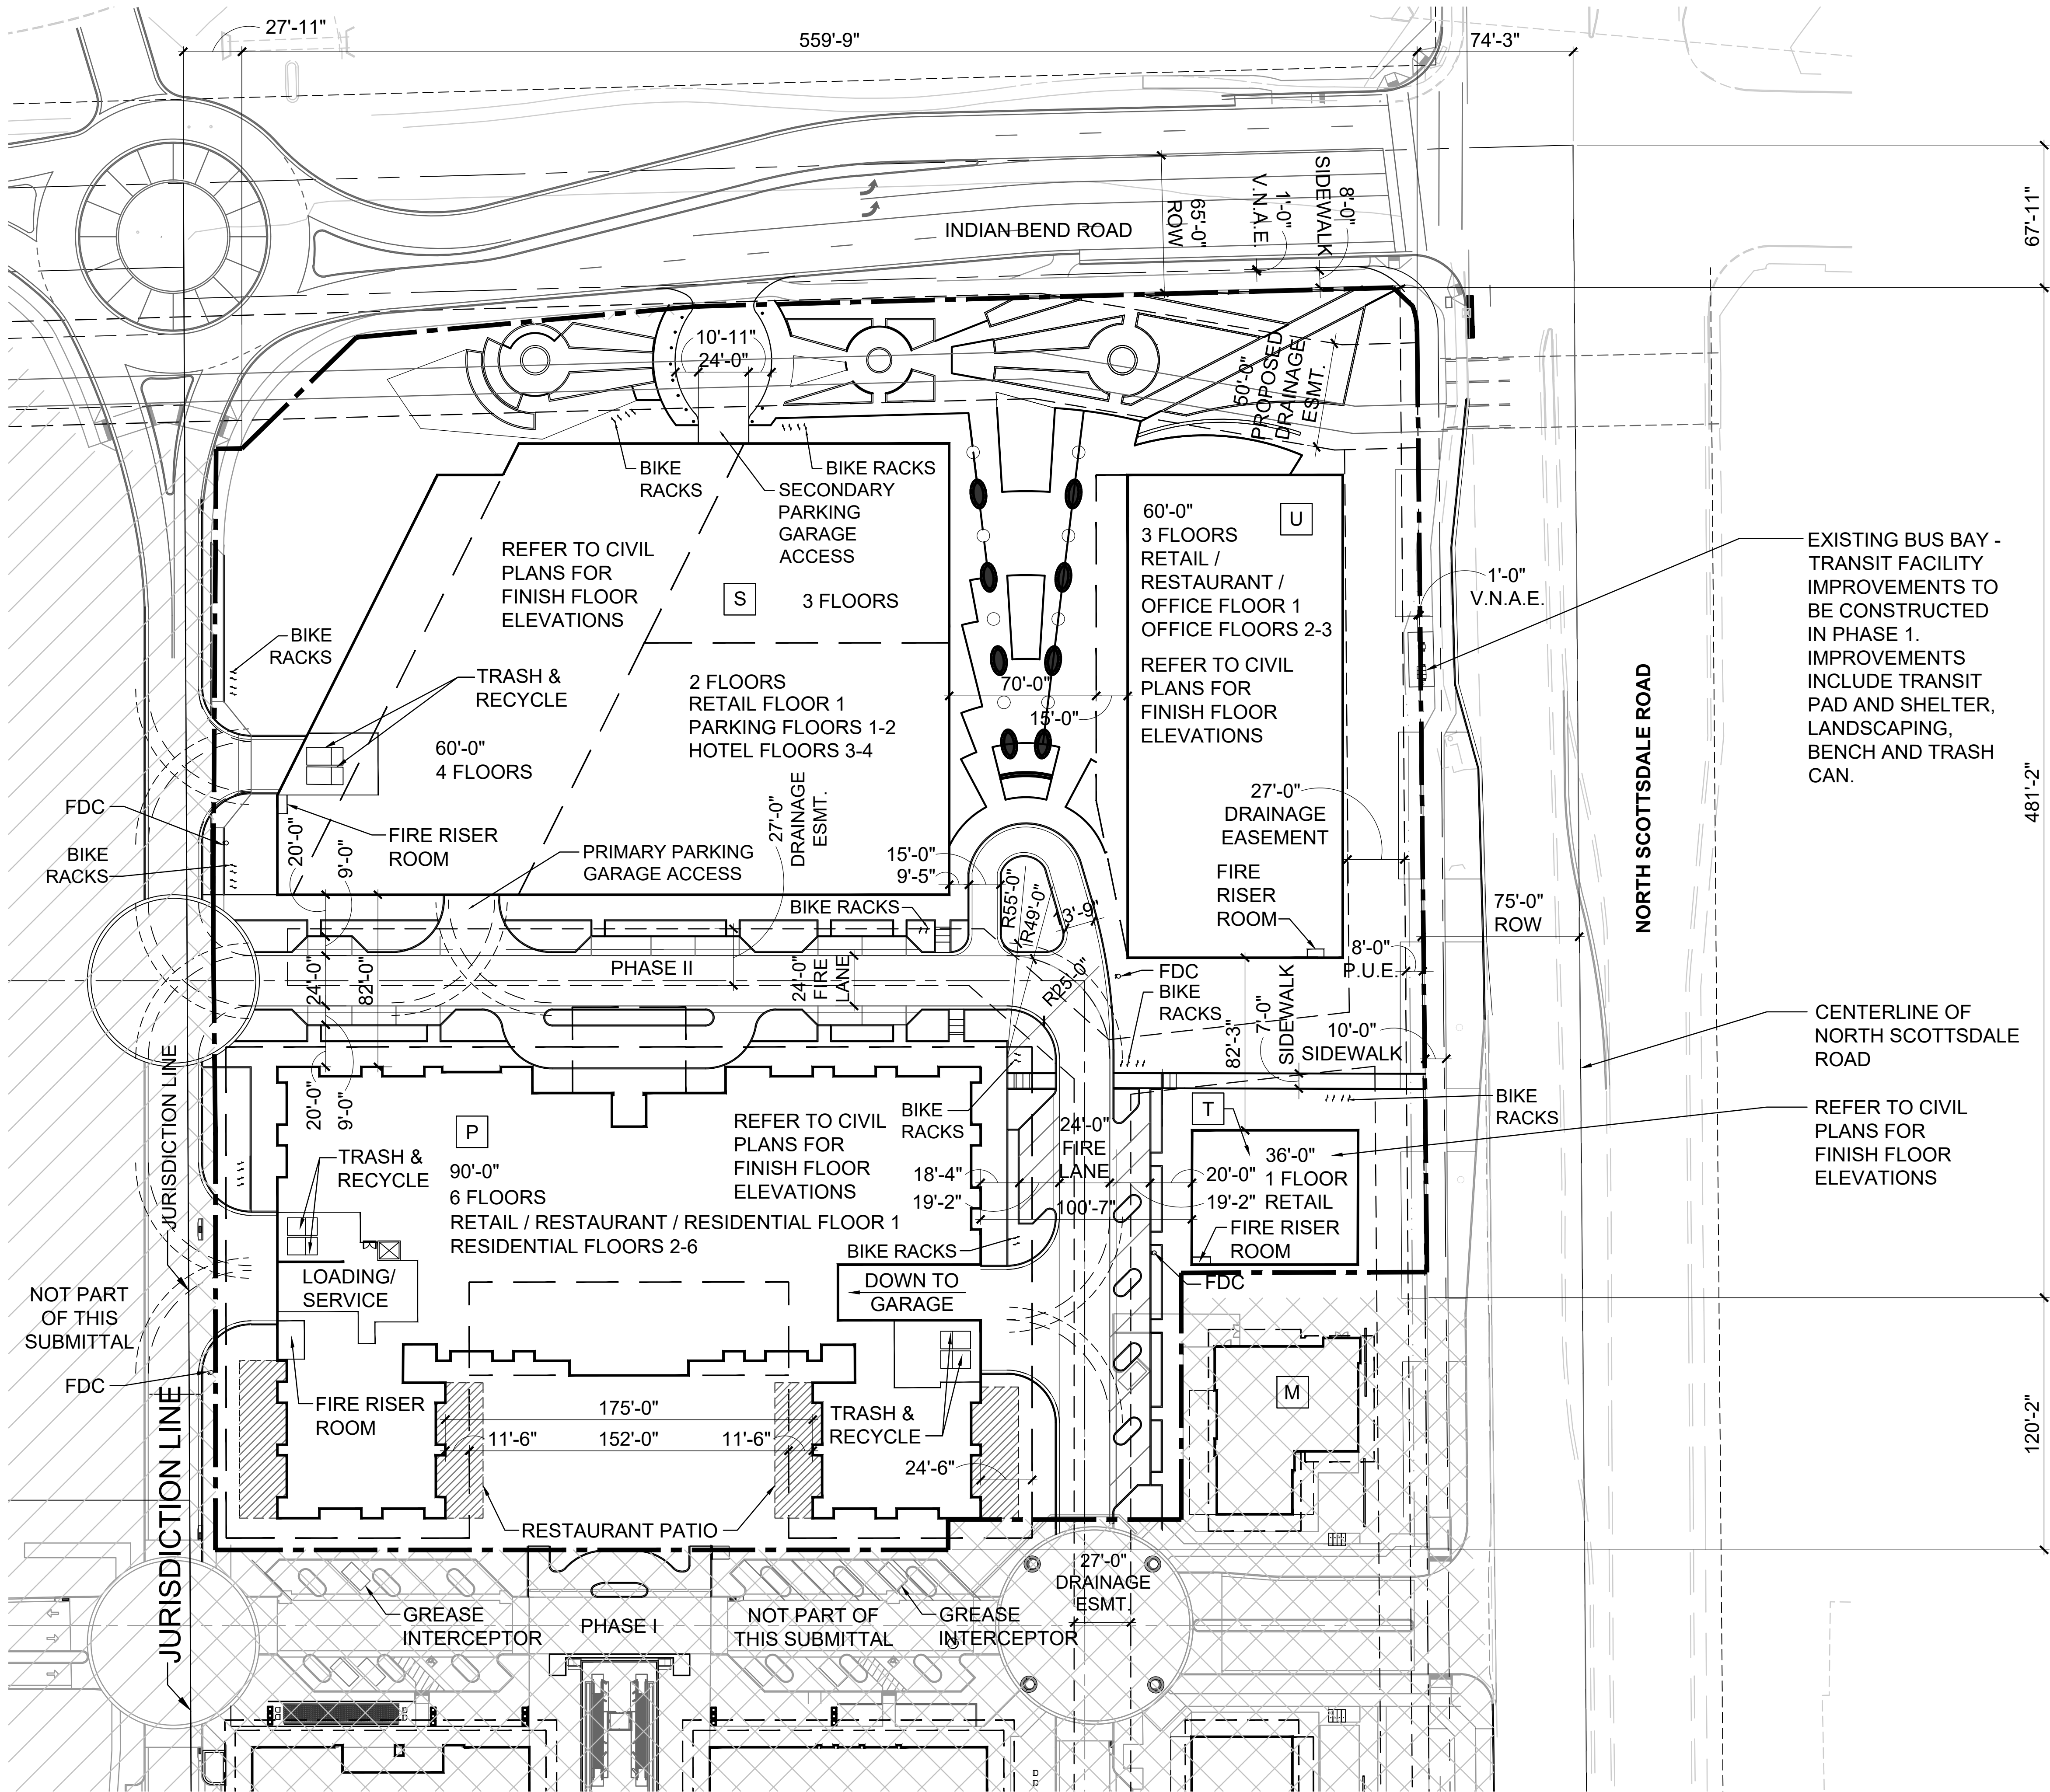 27'-11"
559'-9"
74'-3"
67'-11"
INDIAN BEND ROAD
65'-0"
ROW
1'-0"
V.N.A.E.
8'-0"
SIDEWALK
10'-11"
24'-0"
50'-0"
PROPOSED
DRAINAGE
ESMT.
BIKE
RACKS
BIKE RACKS
SECONDARY
PARKING
GARAGE
ACCESS
REFER TO CIVIL
PLANS FOR
FINISH FLOOR
ELEVATIONS
S
3 FLOORS
60'-0"
3 FLOORS
RETAIL /
RESTAURANT /
OFFICE FLOOR 1
OFFICE FLOORS 2-3
U
REFER TO CIVIL
PLANS FOR
FINISH FLOOR
ELEVATIONS
1'-0"
V.N.A.E.
EXISTING BUS BAY -
TRANSIT FACILITY
IMPROVEMENTS TO
BE CONSTRUCTED
IN PHASE 1.
IMPROVEMENTS
INCLUDE TRANSIT
PAD AND SHELTER,
LANDSCAPING,
BENCH AND TRASH
CAN.
BIKE
RACKS
TRASH &
RECYCLE
2 FLOORS
RETAIL FLOOR 1
PARKING FLOORS 1-2
HOTEL FLOORS 3-4
60'-0"
4 FLOORS
70'-0"
15'-0"
NORTH SCOTTSDALE ROAD
481'-2"
FDC
BIKE
RACKS
FIRE RISER
ROOM
20'-0"
9'-0"
PRIMARY PARKING
GARAGE ACCESS
27'-0"
DRAINAGE
ESMT.
27'-0"
DRAINAGE
EASEMENT
15'-0"
9'-5"
R55'-0"
R49'-0"
13'-9"
FIRE
RISER
ROOM
BIKE RACKS
75'-0"
ROW
PHASE II
24'-0"
82'-0"
24'-0"
FIRE
LANE
R25'-0"
FDC
BIKE
RACKS
8'-0"
P.U.E.
82'-3"
7'-0"
SIDEWALK
10'-0"
SIDEWALK
CENTERLINE OF
NORTH SCOTTSDALE
ROAD
JURISDICTION LINE
20'-0"
9'-0"
P
TRASH &
RECYCLE
90'-0"
6 FLOORS
RETAIL / RESTAURANT / RESIDENTIAL FLOOR 1
RESIDENTIAL FLOORS 2-6
REFER TO CIVIL
PLANS FOR
FINISH FLOOR
ELEVATIONS
BIKE
RACKS
24'-0"
FIRE
LANE
18'-4"
19'-2"
100'-7"
20'-0"
19'-2"
T
36'-0"
1 FLOOR
RETAIL
FIRE RISER
ROOM
BIKE
RACKS
REFER TO CIVIL
PLANS FOR
FINISH FLOOR
ELEVATIONS
BIKE RACKS
LOADING/
SERVICE
DOWN TO
GARAGE
FDC
NOT PART
OF THIS
SUBMITTAL
FDC
FIRE RISER
ROOM
175'-0"
11'-6"
152'-0"
11'-6"
TRASH &
RECYCLE
24'-6"
M
120'-2"
RESTAURANT PATIO
JURISDICTION LINE
27'-0"
DRAINAGE
ESMT.
GREASE
INTERCEPTOR
PHASE I
NOT PART OF
THIS SUBMITTAL
GREASE
INTERCEPTOR